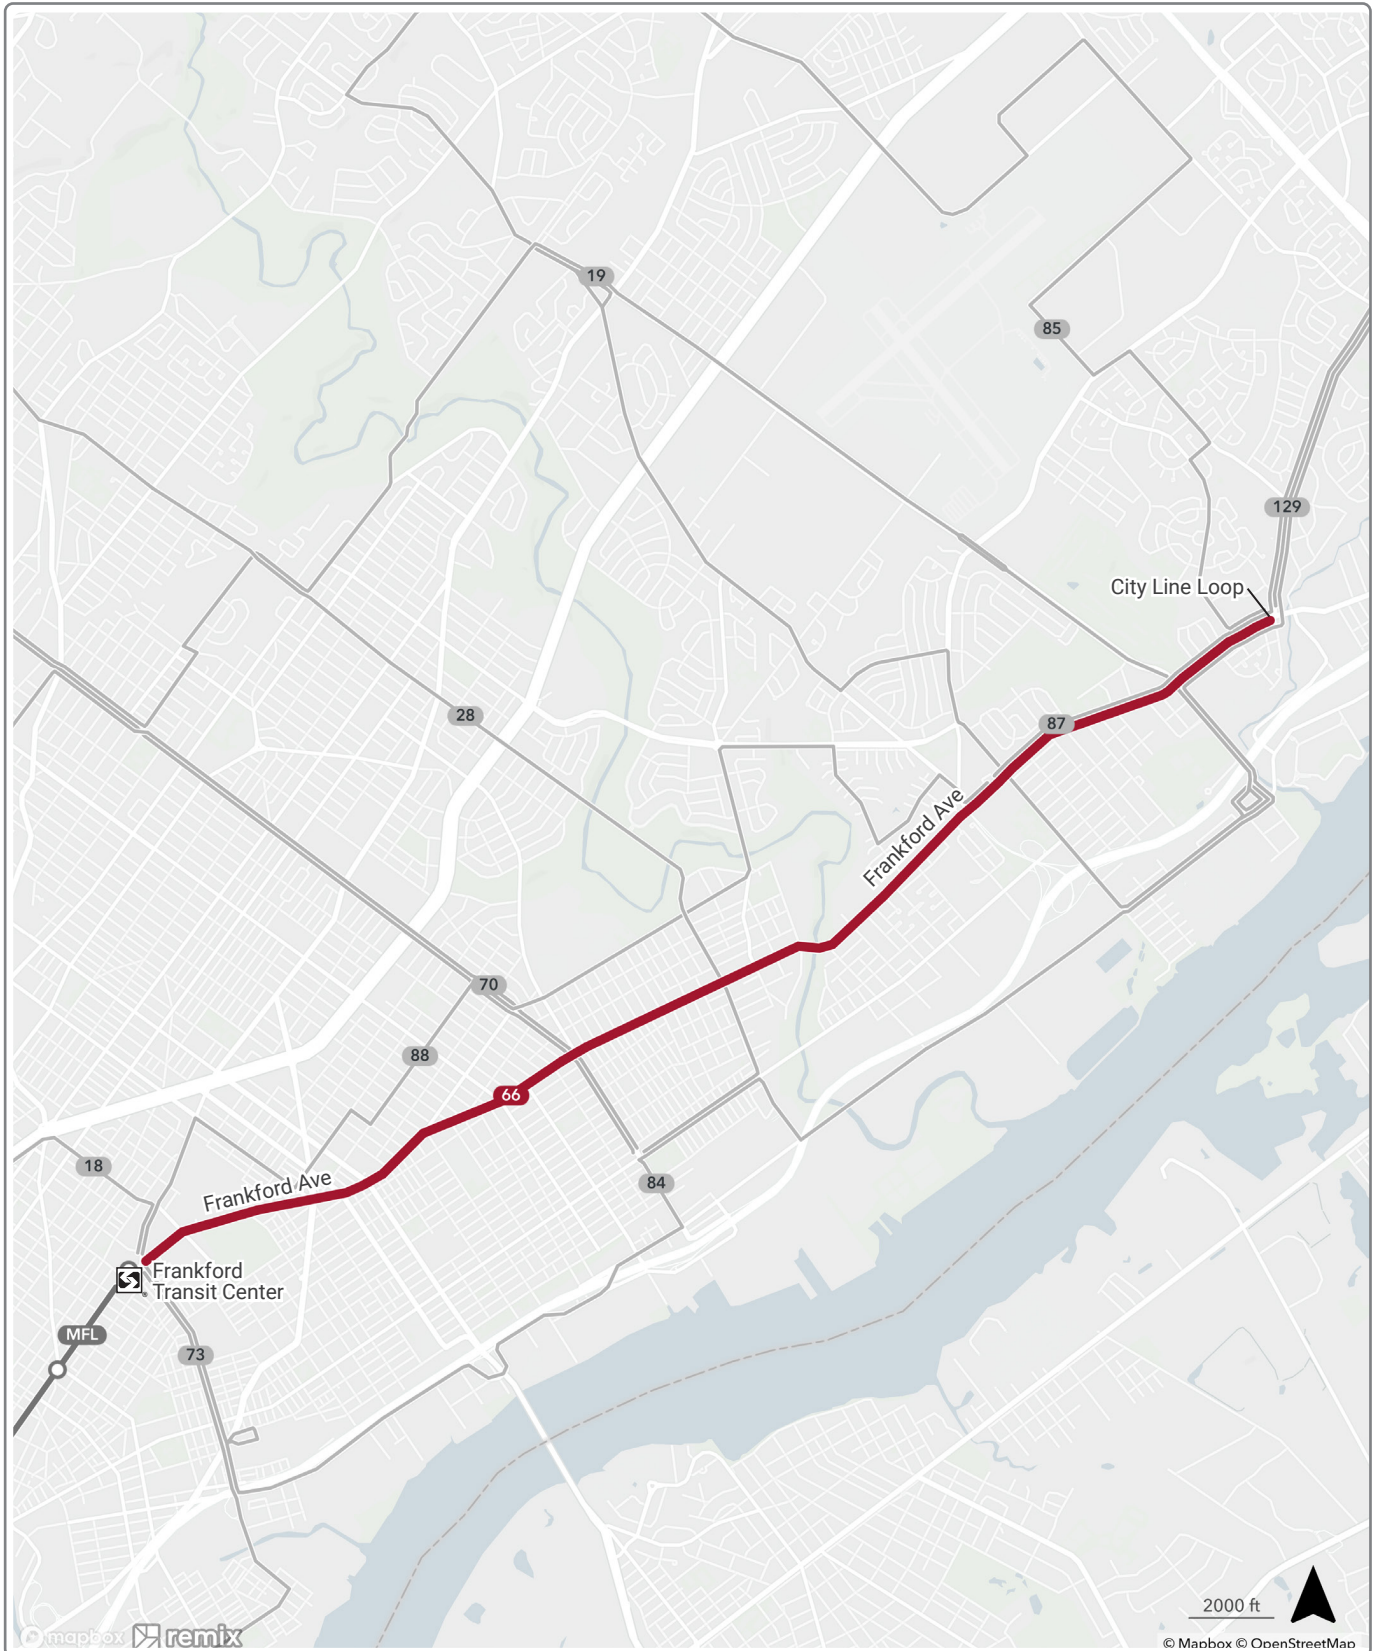 19
85
129
City Line Loop
28
87
Frankford Ave
70
88
66
18
Frankford Ave
84
Frankford
Transit Center
MFL
73
2000 ft
mapbox remix
© Mapbox © OpenStreetMap